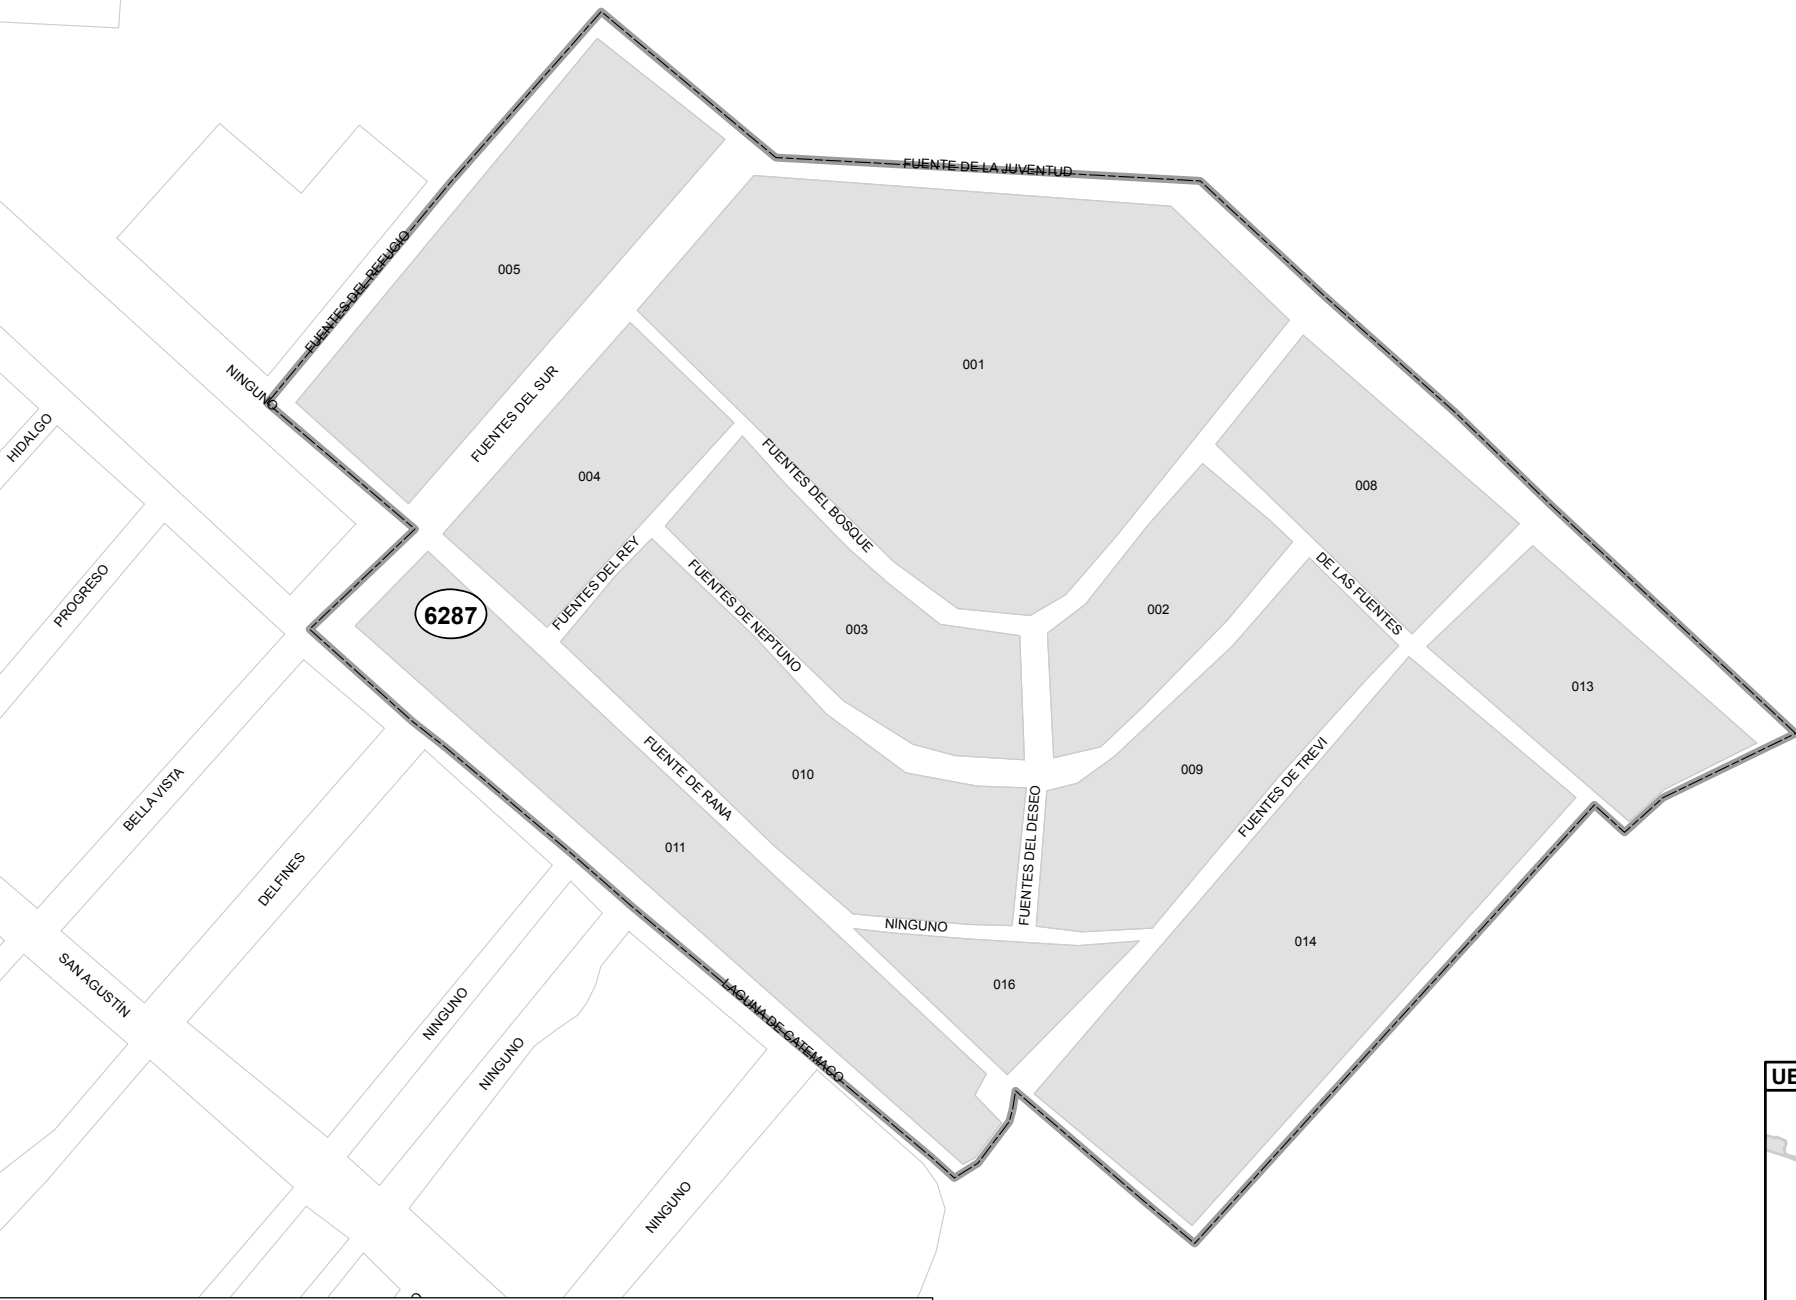 FUENTE DE LA JUVENTUD
FUENTES DEL REFUGIO
005
001
NINGUNO
FUENTES DEL SUR
HIDALGO
004
FUENTES DEL BOSQUE
008
PROGRESO
FUENTES DEL REY
FUENTES DE NEPTUNO
DE LAS FUENTES
6287
003
002
013
BELLA VISTA
FUENTE DE RANA
010
009
FUENTES DE TREVI
DELFINES
011
FUENTES DEL DESEO
NINGUNO
014
SAN AGUSTÍN
016
NINGUNO
LAGUNA DE CATEMACO
NINGUNO
UB
NINGUNO